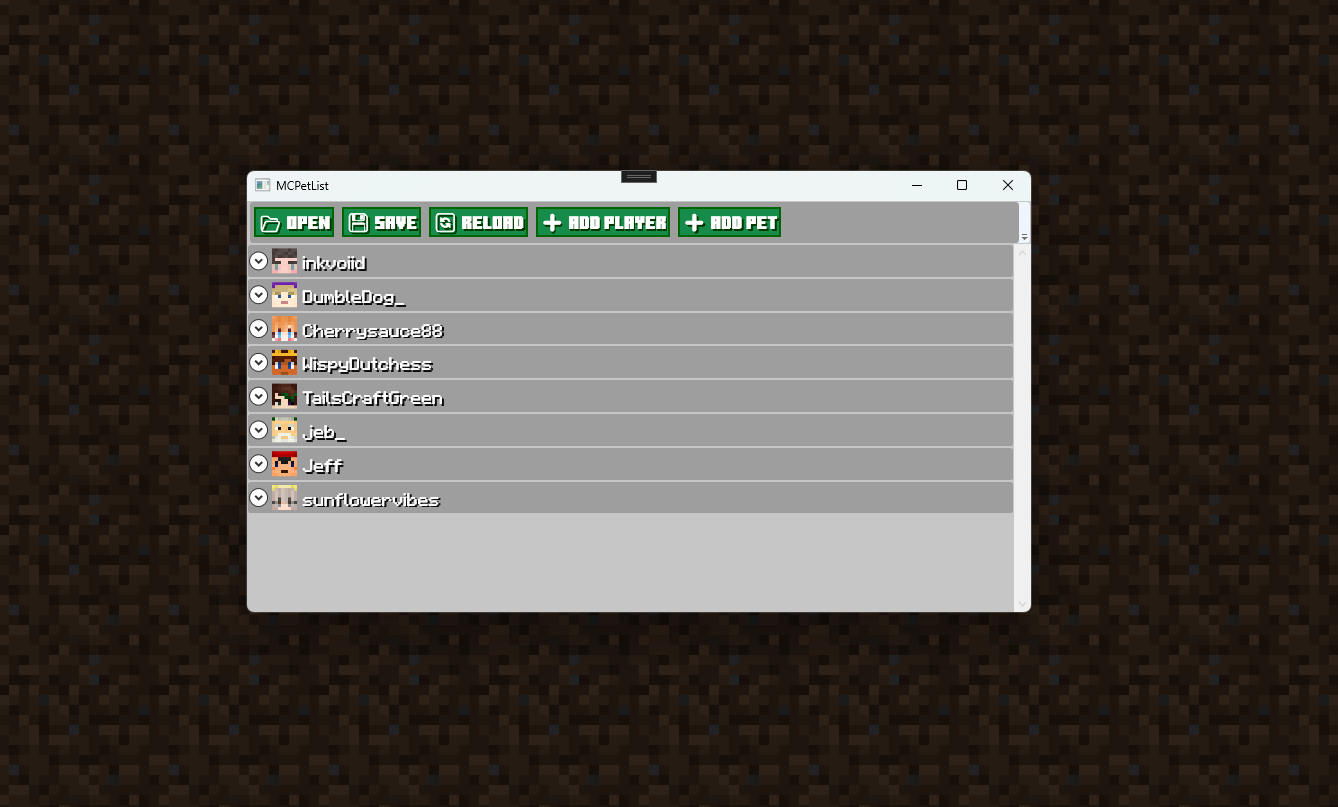 MCPetList
OPEN SAVE RELOAD ADD PLAYER ADD PET
inkvoiid
DumbleDog_
Cherrysauce88
WispyDutchess
TailsCraftGreen
jeb_
Jeff
sunflowervibes